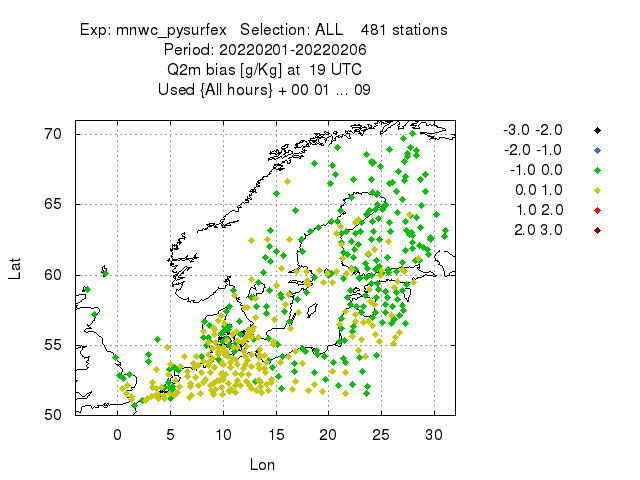 Exp: mnwc_pysurfex   Selection: ALL    481 stations
Period: 20220201-20220206
Q2m bias [g/Kg] at  19 UTC
Used {All hours} + 00 01 ... 09
-3.0 -2.0
-2.0 -1.0
-1.0 0.0
0.0 1.0
1.0 2.0
2.0 3.0
70
65
60
55
50
Lat
0 5 10 15 20 25 30
Lon